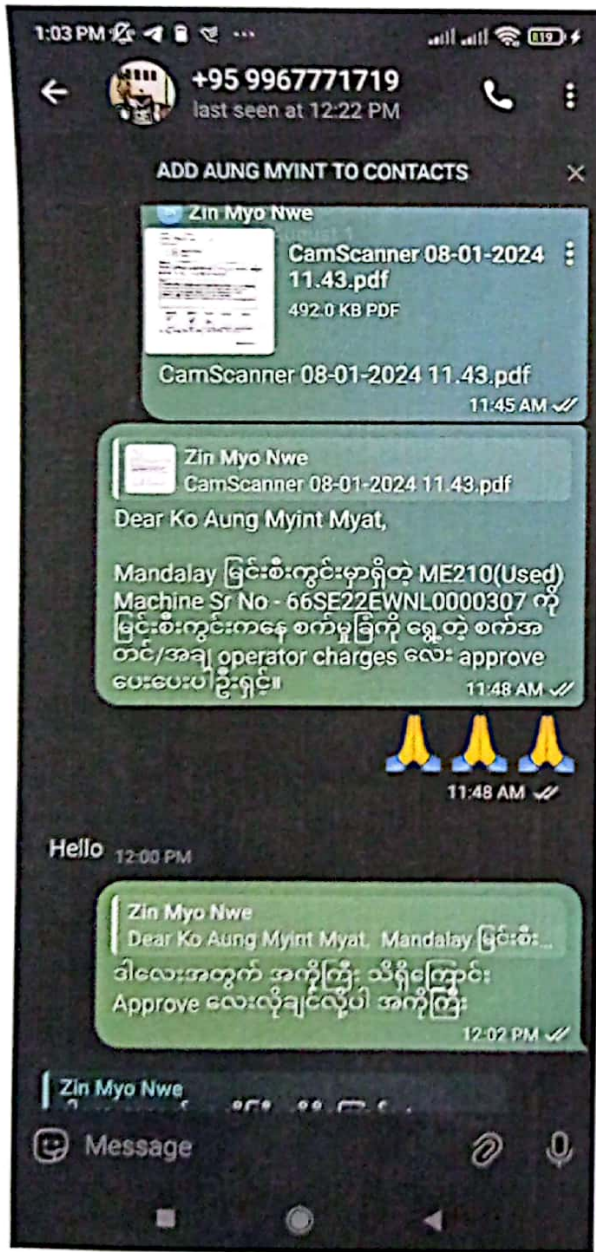 1:03 PM
+95 9967771719
last seen at 12:22 PM
ADD AUNG MYINT TO CONTACTS
Zin Myo Nwe
August 1
CamScanner 08-01-2024
11.43.pdf
492.0 KB PDF
CamScanner 08-01-2024 11.43.pdf
11:45 AM
Zin Myo Nwe
CamScanner 08-01-2024 11.43.pdf
Dear Ko Aung Myint Myat,
Mandalay မြင်းစီးကွင်းမှာရှိတဲ့ ME210(Used)
Machine Sr No - 66SE22EWNL0000307 ကို
မြင်းစီးကွင်းကနေ စက်မှုခြံကို ရွှေ့တဲ့ စက်အ
တင်/အချ operator charges လေး approve
ပေးပေးပါဦးရှင့်။
11:48 AM
11:48 AM
Hello 12:00 PM
Zin Myo Nwe
Dear Ko Aung Myint Myat, Mandalay မြင်းစီး...
ဒါလေးအတွက် အကိုကြီး သိရှိကြောင်း
Approve လေးလိုချင်လို့ပါ အကိုကြီး
12:02 PM
Zin Myo Nwe
Message